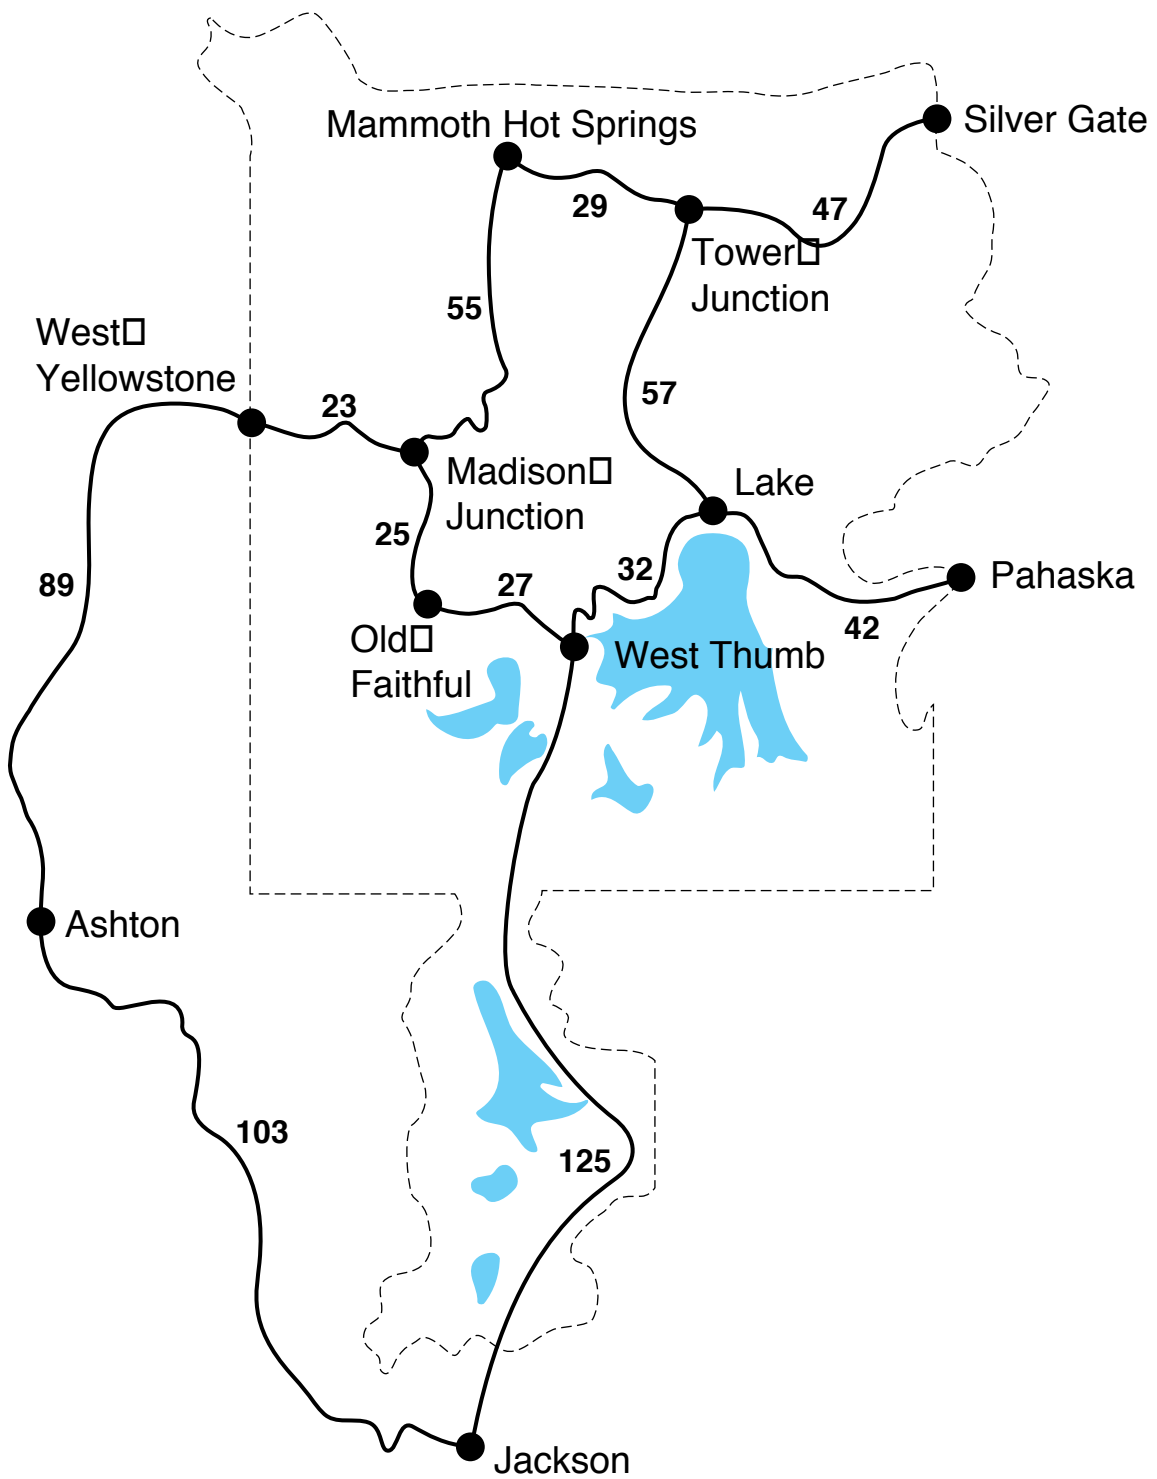 Mammoth Hot Springs
Silver Gate
29
47
Tower
Junction
55
West
Yellowstone
23
57
Madison
Junction
Lake
25
89
32
27
Pahaska
42
Old
Faithful
West Thumb
Ashton
103
125
Jackson